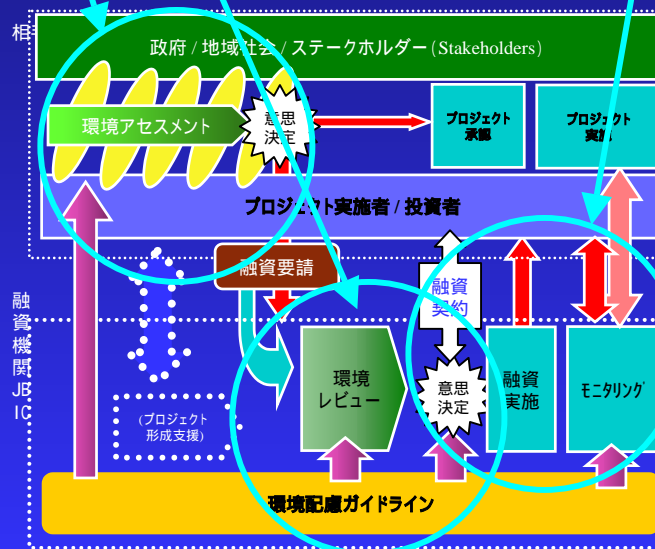 相
政府 / 地域社会 / ステークホルダー (Stakeholders)
環境アセスメント
意思
決定
プロジェクト
承認
プロジェクト
実施
プロジェクト実施者 / 投資者
融資要請
融資
契約
融
資
機
関
JB
IC
環境
レビュー
意思
決定
融資
実施
モニタリング
(プロジェクト
形成支援)
環境配慮ガイドライン